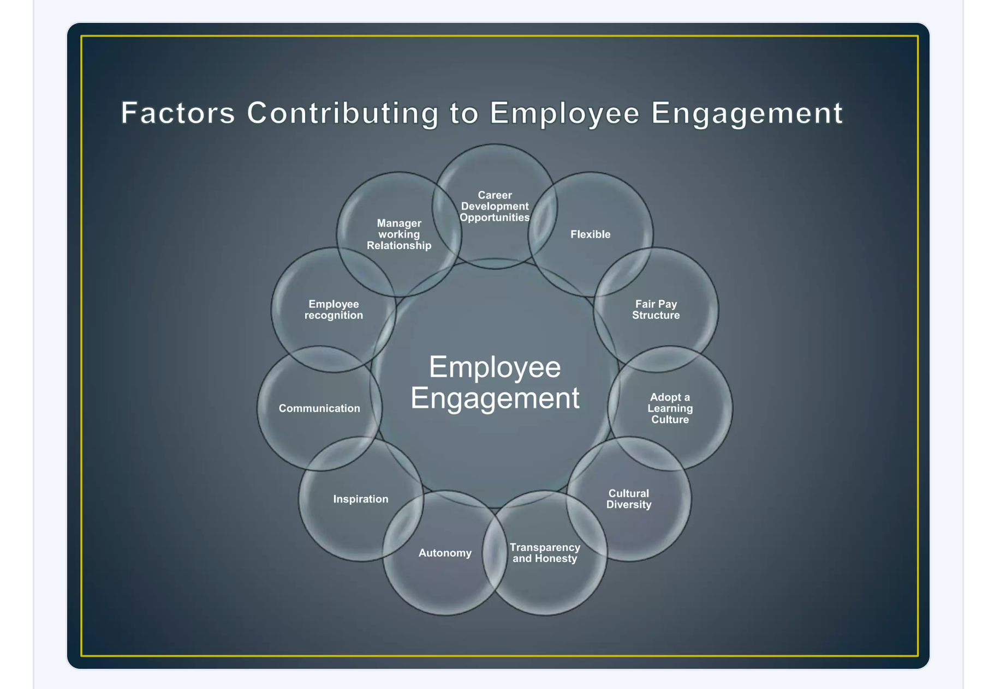 Factors Contributing to Employee Engagement
Career
Development
Opportunities
Flexible
Fair Pay
Structure
Adopt a
Learning
Culture
Cultural
Diversity
Transparency
and Honesty
Autonomy
Inspiration
Communication
Employee
recognition
Manager
working
Relationship
Employee
Engagement